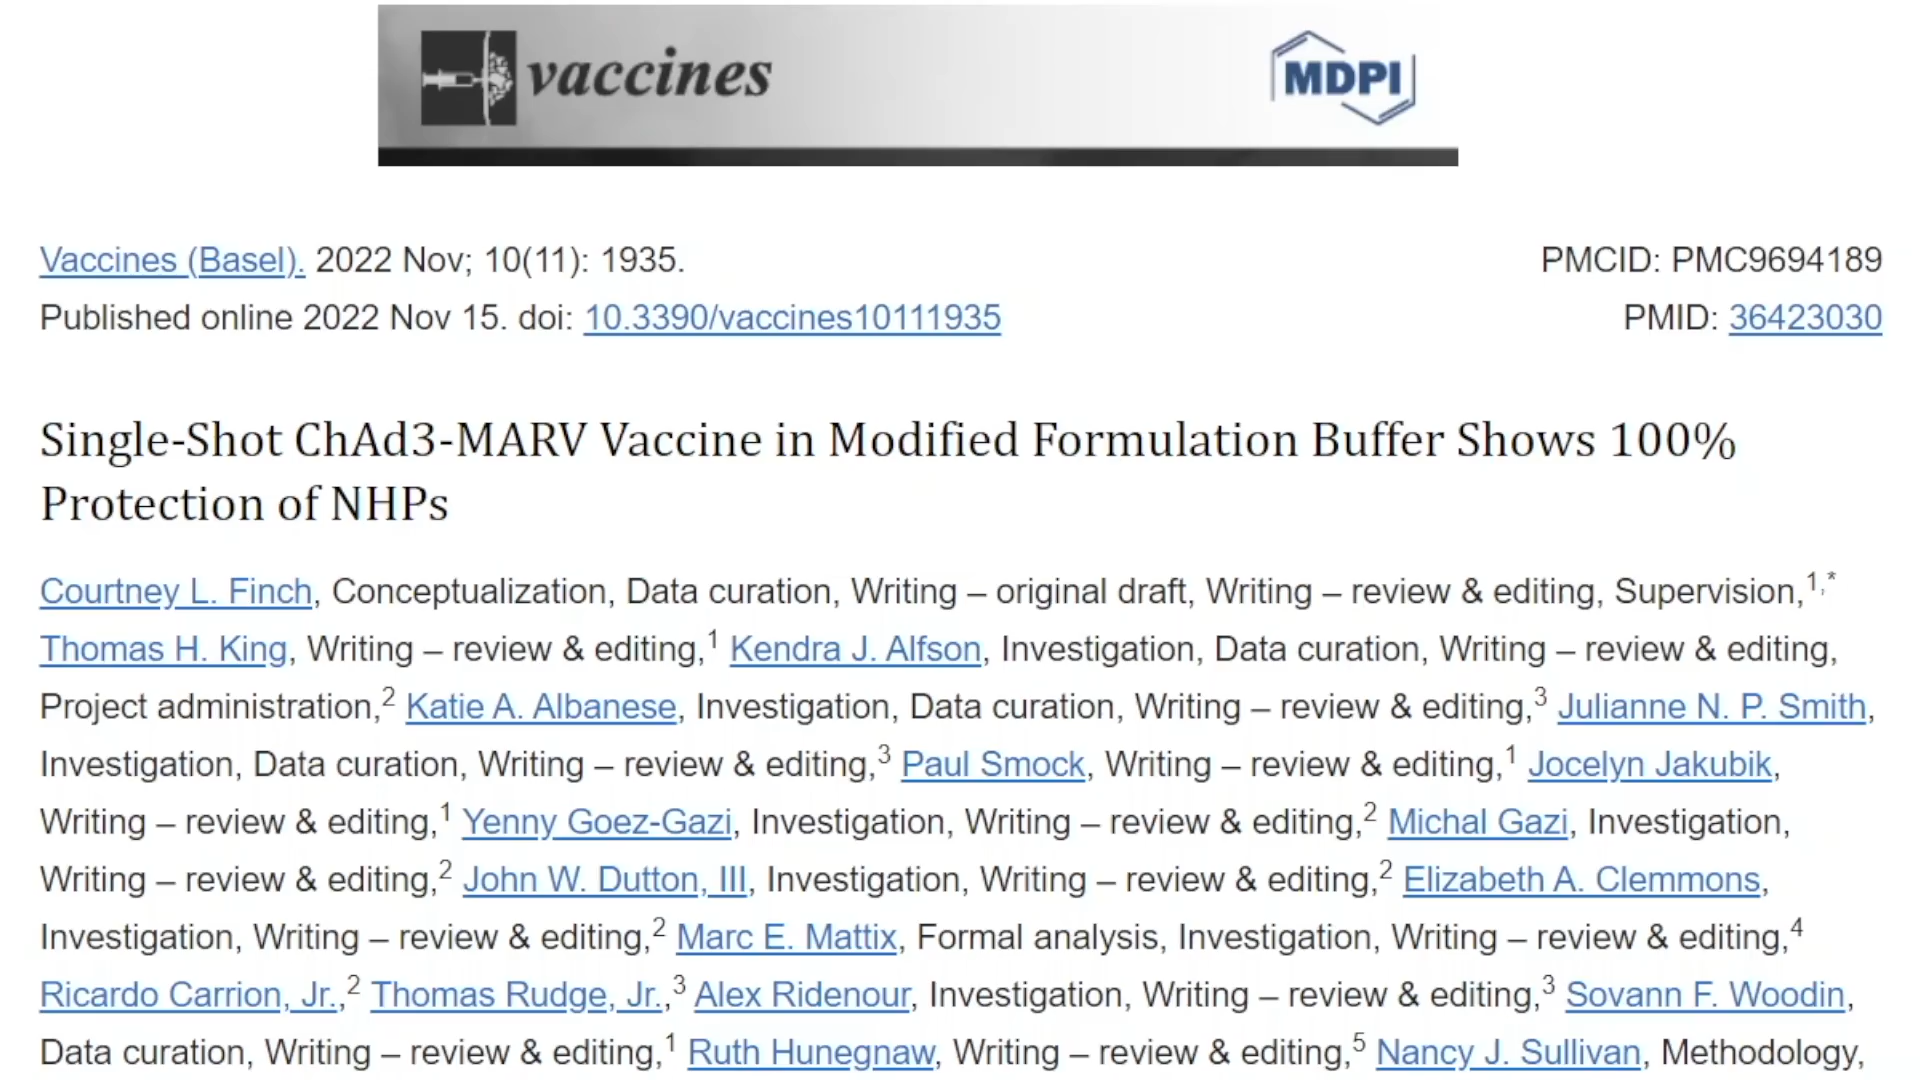 vaccines
MDPI
Vaccines (Basel). 2022 Nov; 10(11): 1935.
PMCID: PMC9694189
Published online 2022 Nov 15. doi: 10.3390/vaccines10111935
PMID: 36423030
Single-Shot ChAd3-MARV Vaccine in Modified Formulation Buffer Shows 100%
Protection of NHPs
Courtney L. Finch, Conceptualization, Data curation, Writing – original draft, Writing – review & editing, Supervision,1,*
Thomas H. King, Writing – review & editing,1 Kendra J. Alfson, Investigation, Data curation, Writing – review & editing,
Project administration,2 Katie A. Albanese, Investigation, Data curation, Writing – review & editing,3 Julianne N. P. Smith,
Investigation, Data curation, Writing – review & editing,3 Paul Smock, Writing – review & editing,1 Jocelyn Jakubik,
Writing – review & editing,1 Yenny Goez-Gazi, Investigation, Writing – review & editing,2 Michal Gazi, Investigation,
Writing – review & editing,2 John W. Dutton, III, Investigation, Writing – review & editing,2 Elizabeth A. Clemmons,
Investigation, Writing – review & editing,2 Marc E. Mattix, Formal analysis, Investigation, Writing – review & editing,4
Ricardo Carrion, Jr.,2 Thomas Rudge, Jr.,3 Alex Ridenour, Investigation, Writing – review & editing,3 Sovann F. Woodin,
Data curation, Writing – review & editing,1 Ruth Hunegnaw, Writing – review & editing,5 Nancy J. Sullivan, Methodology,